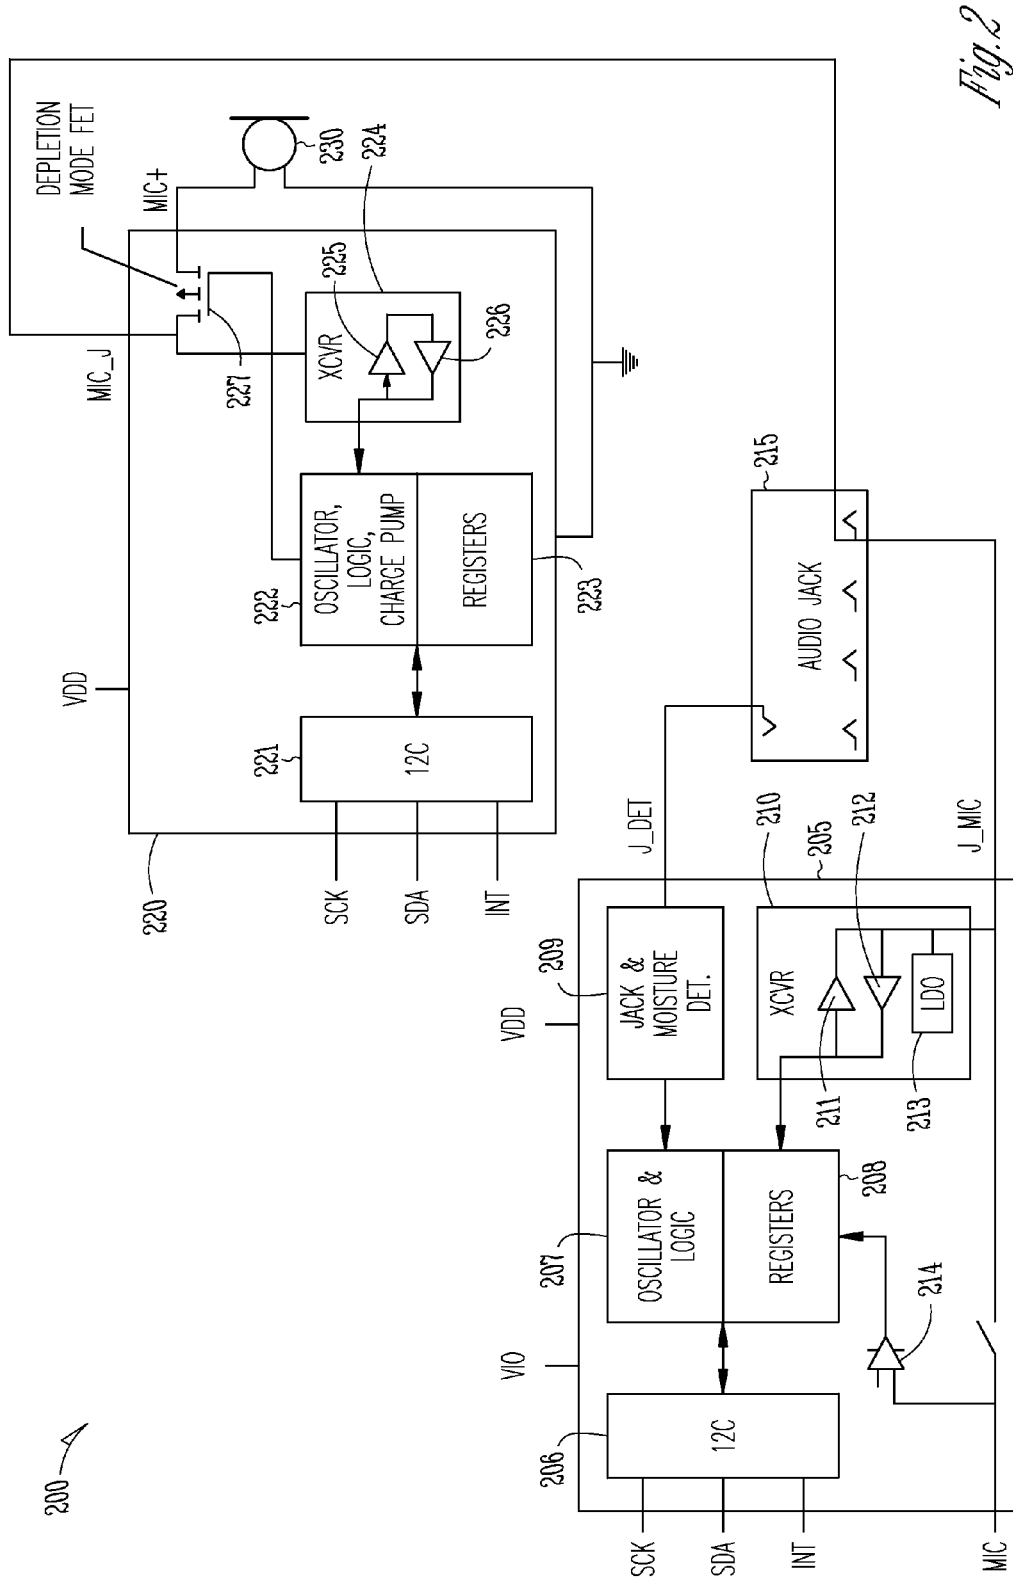 200
VIO
VDD
206
12C
SCK
SDA
INT
MIC
207
OSCILLATOR &
LOGIC
REGISTERS
208
214
209
JACK &
MOISTURE
DET.
XCVR
LDO
211
213
210
212
205
J_DET
J_MIC
AUDIO JACK
215
220
VDD
221
12C
SCK
SDA
INT
222
OSCILLATOR,
LOGIC,
CHARGE PUMP
REGISTERS
223
XCVR
225
226
224
227
MIC_J
MIC+
DEPLETION
MODE FET
230
Fig.2